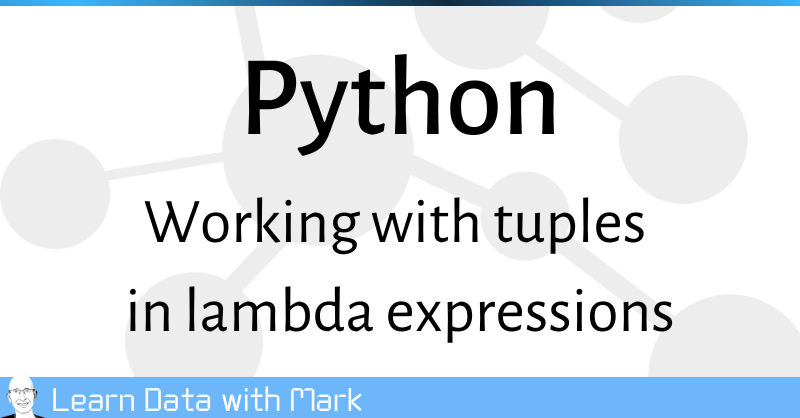 Python
Working with tuples
in lambda expressions
Learn Data with Mark